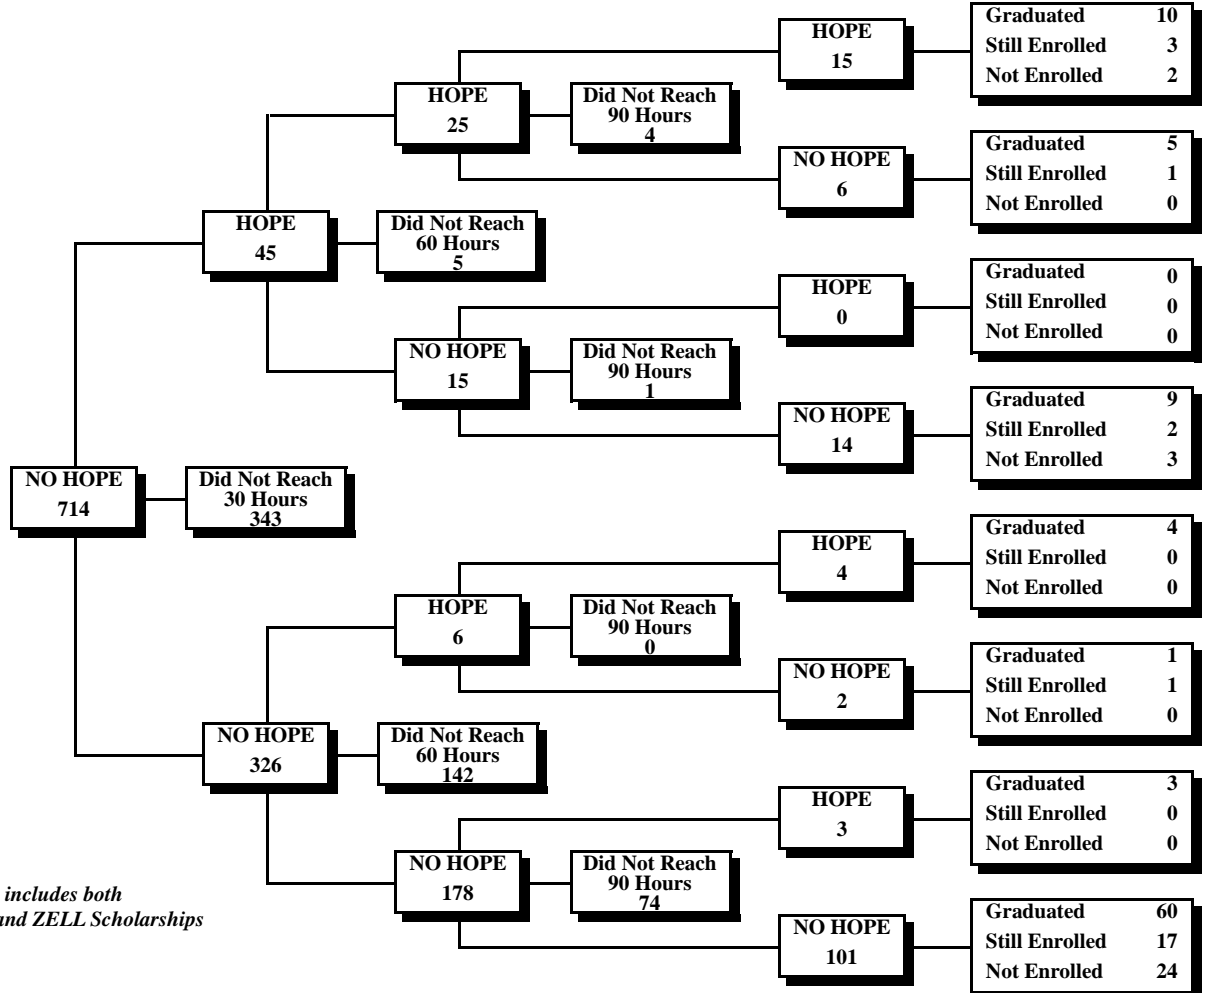 HOPE
15
Graduated 10
Still Enrolled 3
Not Enrolled 2
HOPE
25
Did Not Reach
90 Hours
4
NO HOPE
6
Graduated 5
Still Enrolled 1
Not Enrolled 0
HOPE
45
Did Not Reach
60 Hours
5
HOPE
0
Graduated 0
Still Enrolled 0
Not Enrolled 0
NO HOPE
15
Did Not Reach
90 Hours
1
NO HOPE
14
Graduated 9
Still Enrolled 2
Not Enrolled 3
NO HOPE
714
Did Not Reach
30 Hours
343
HOPE
4
Graduated 4
Still Enrolled 0
Not Enrolled 0
HOPE
6
Did Not Reach
90 Hours
0
NO HOPE
2
Graduated 1
Still Enrolled 1
Not Enrolled 0
NO HOPE
326
Did Not Reach
60 Hours
142
HOPE
3
Graduated 3
Still Enrolled 0
Not Enrolled 0
NO HOPE
178
Did Not Reach
90 Hours
74
NO HOPE
101
Graduated 60
Still Enrolled 17
Not Enrolled 24
includes both
and ZELL Scholarships